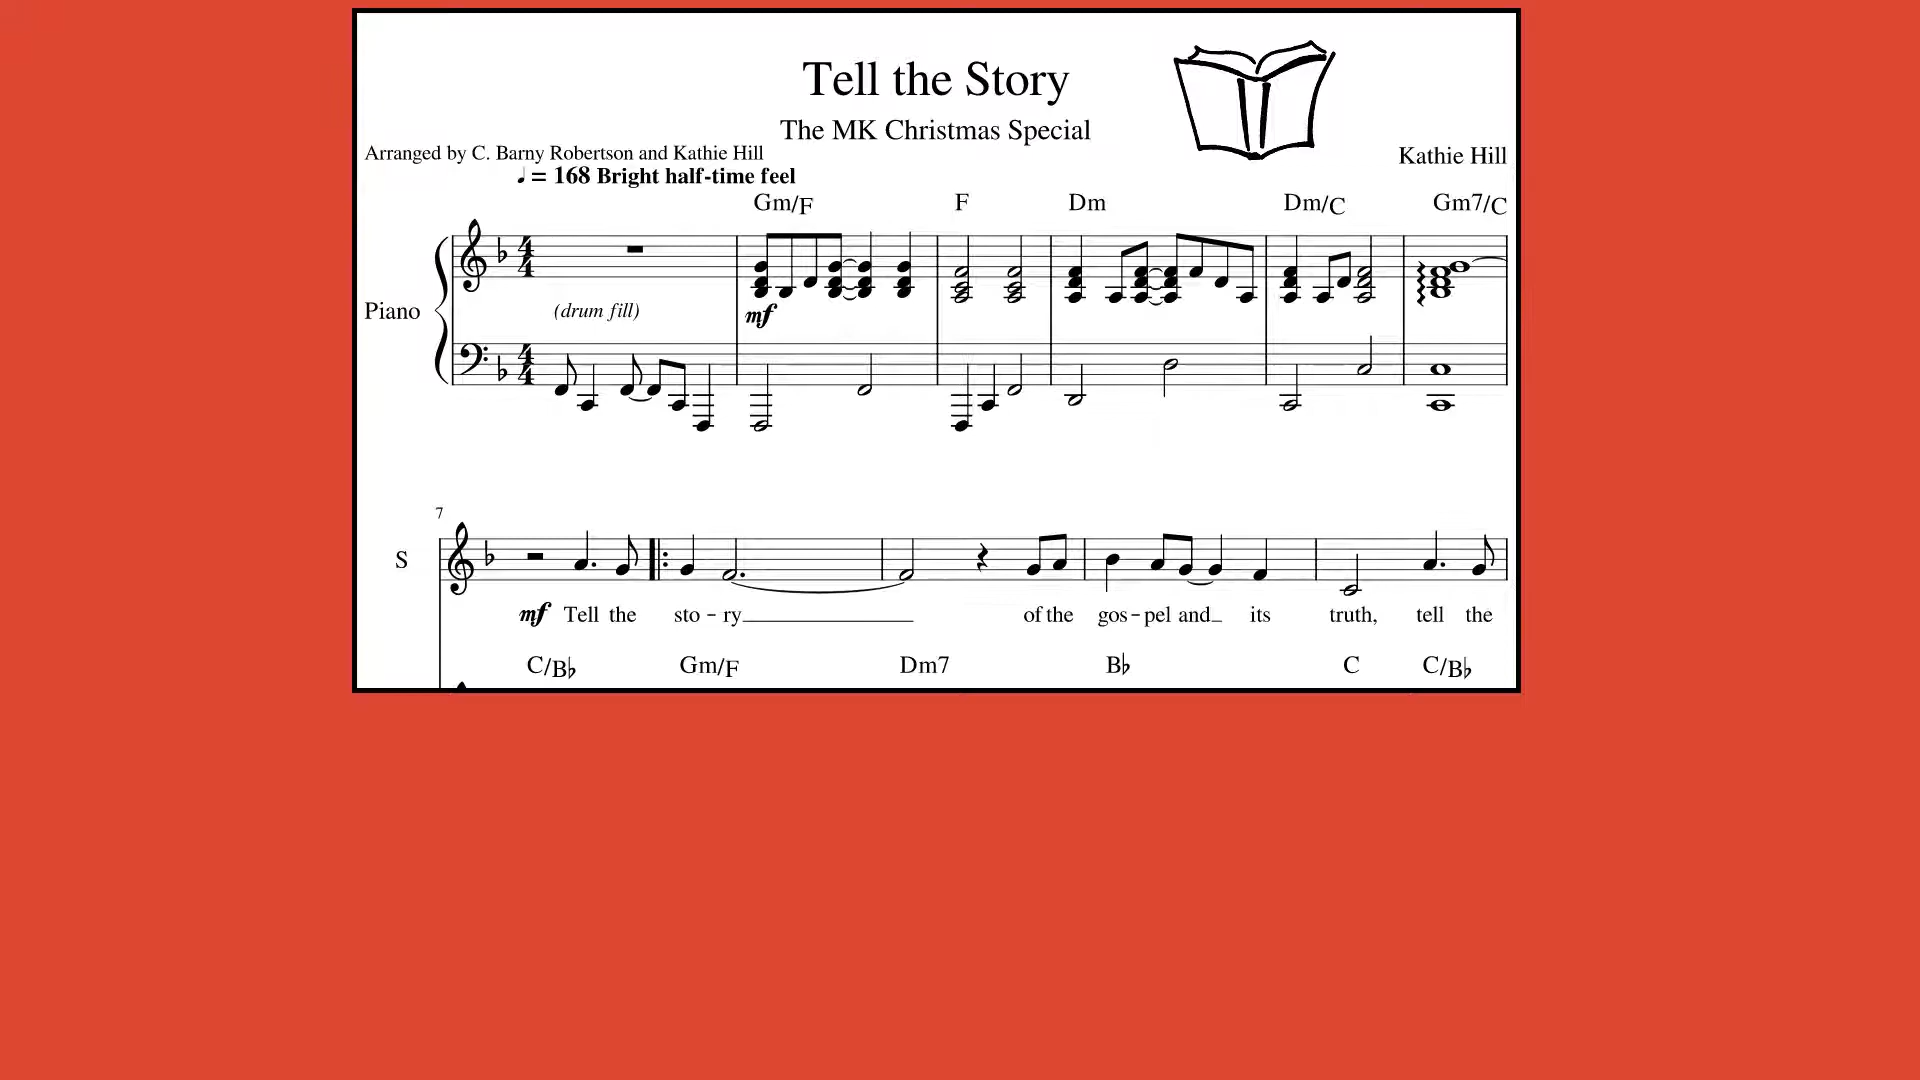 Tell the Story
The MK Christmas Special
Arranged by C. Barny Robertson and Kathie Hill
Kathie Hill
♩ = 168 Bright half-time feel
Gm/F F Dm Dm/C Gm7/C
Piano
(drum fill)
mf
7
S
mf Tell the sto - ry of the gos - pel and its truth, tell the
C/B♭ Gm/F Dm7 B♭ C C/B♭